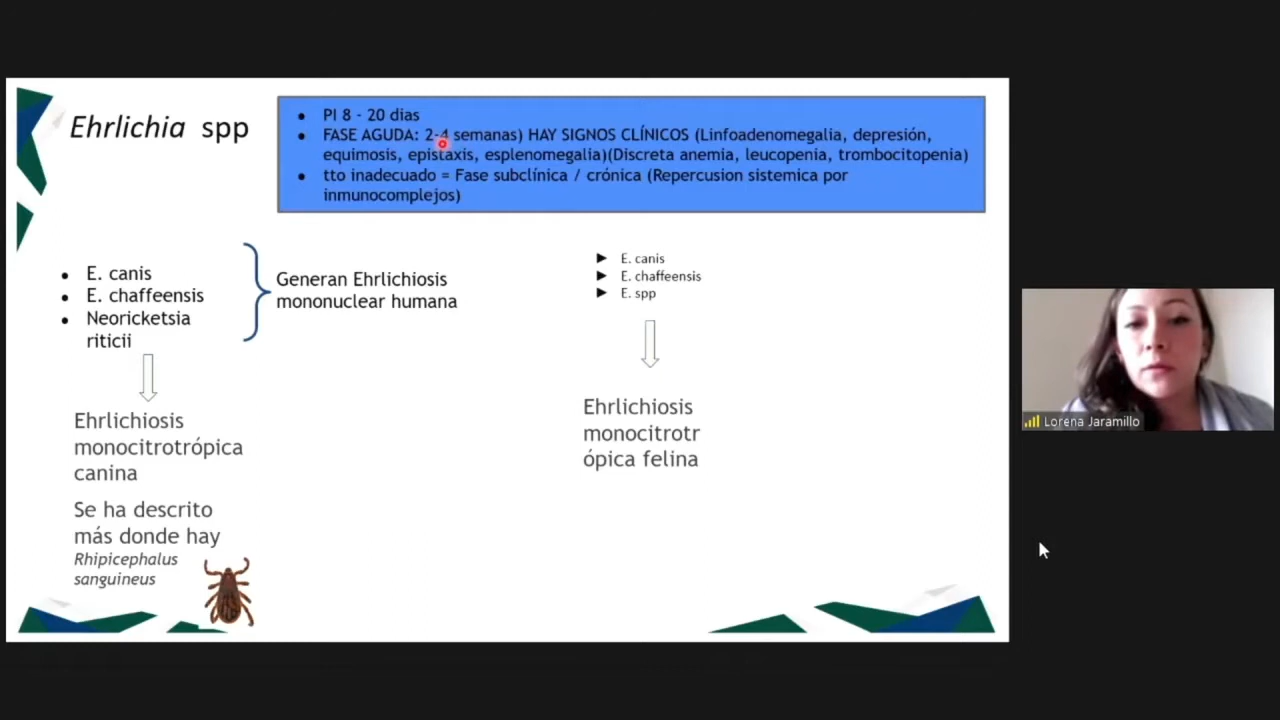 Ehrlichia spp
PI 8 - 20 dias
FASE AGUDA: 2-4 semanas) HAY SIGNOS CLÍNICOS (Linfoadenomegalia, depresión,
equimosis, epistaxis, esplenomegalia)(Discreta anemia, leucopenia, trombocitopenia)
tto inadecuado = Fase subclínica / crónica (Repercusion sistemica por
inmunocomplejos)
E. canis
E. chaffeensis
Neoricketsia
riticii
Generan Ehrlichiosis
mononuclear humana
Ehrlichiosis
monocitrotrópica
canina
Se ha descrito
más donde hay
Rhipicephalus
sanguineus
E. canis
E. chaffeensis
E. spp
Ehrlichiosis
monocitrotr
ópica felina
Lorena Jaramillo